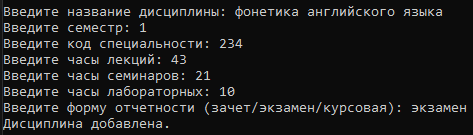 Введите название дисциплины: фонетика английского языка
Введите семестр: 1
Введите код специальности: 234
Введите часы лекций: 43
Введите часы семинаров: 21
Введите часы лабораторных: 10
Введите форму отчетности (зачет/экзамен/курсовая): экзамен
Дисциплина добавлена.